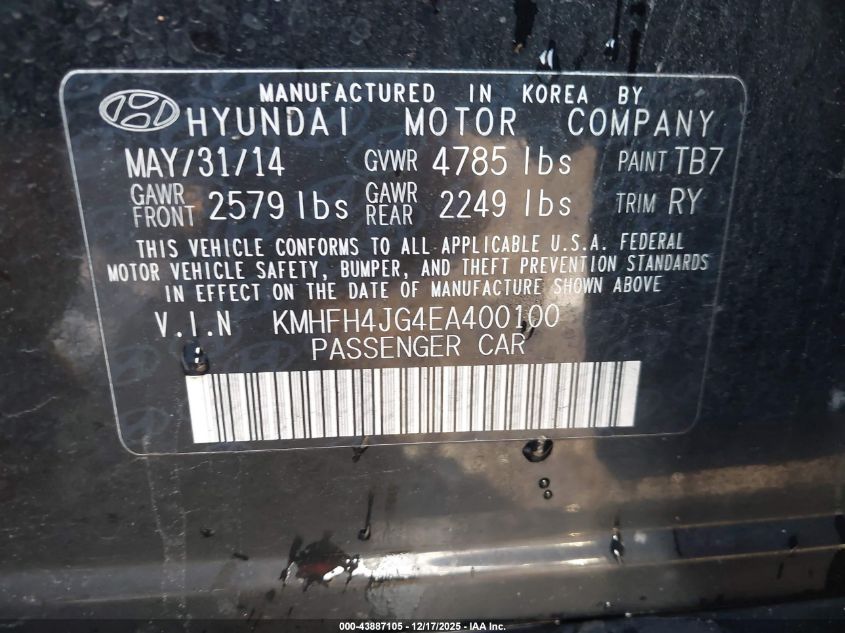 MANUFACTURED IN KOREA BY
HYUNDAI MOTOR COMPANY
MAY/31/14 GVWR 4785 lbs PAINT TB7
GAWR FRONT 2579 lbs GAWR REAR 2249 lbs TRIM RY
THIS VEHICLE CONFORMS TO ALL APPLICABLE U.S.A. FEDERAL
MOTOR VEHICLE SAFETY, BUMPER, AND THEFT PREVENTION STANDARDS
IN EFFECT ON THE DATE OF MANUFACTURE SHOWN ABOVE
V.I.N KMHFH4JG4EA400100
PASSENGER CAR
000-43887105 - 12/17/2025 - IAA Inc.